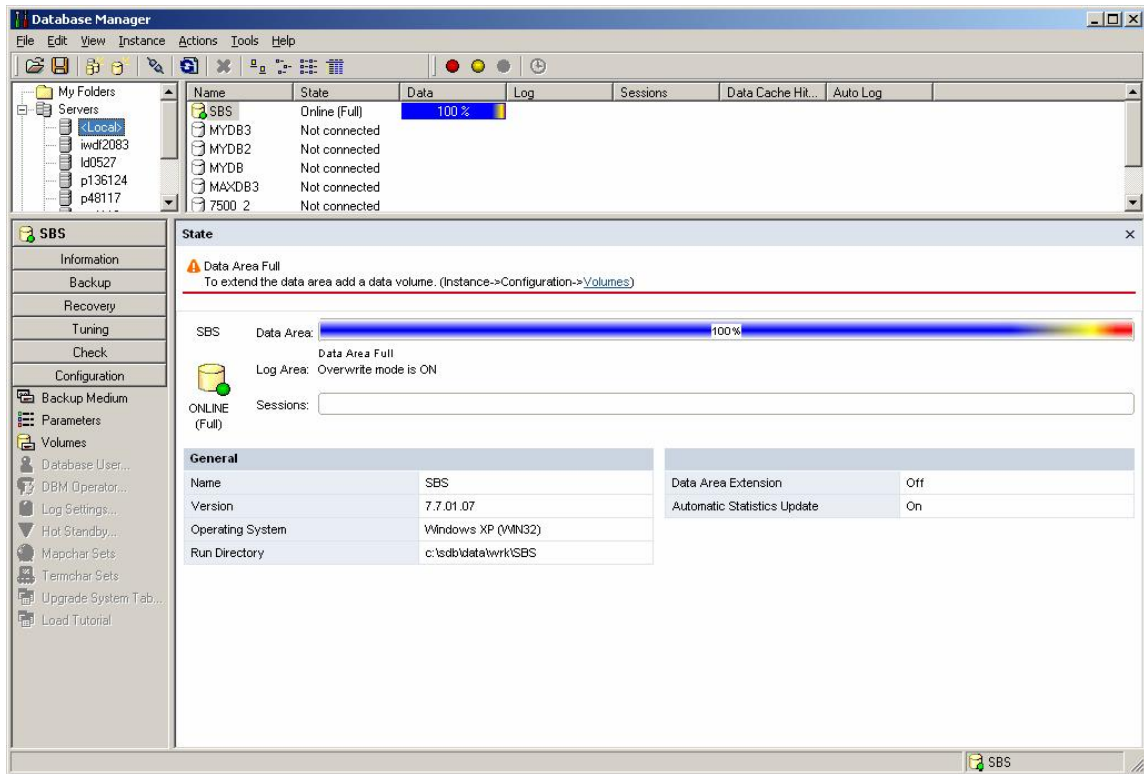 Database Manager
File Edit View Instance Actions Tools Help
My Folders
Servers
<Local>
iwdf2083
ld0527
p136124
p48117
Name State Data Log Sessions Data Cache Hit... Auto Log
SBS Online (Full) 100 %
MYDB3 Not connected
MYDB2 Not connected
MYDB Not connected
MAXDB3 Not connected
7500_2 Not connected
SBS
Information
Backup
Recovery
Tuning
Check
Configuration
Backup Medium
Parameters
Volumes
Database User...
DBM Operator...
Log Settings...
Hot Standby...
Mapchar Sets
Termchar Sets
Upgrade System Tab...
Load Tutorial
State
Data Area Full
To extend the data area add a data volume. (Instance->Configuration->Volumes)
SBS
Data Area: 100 %
Data Area Full
Log Area: Overwrite mode is ON
ONLINE
(Full)
Sessions:
General
Name SBS
Version 7.7.01.07
Operating System Windows XP (WIN32)
Run Directory c:\sdb\data\wrk\SBS
Data Area Extension Off
Automatic Statistics Update On
SBS